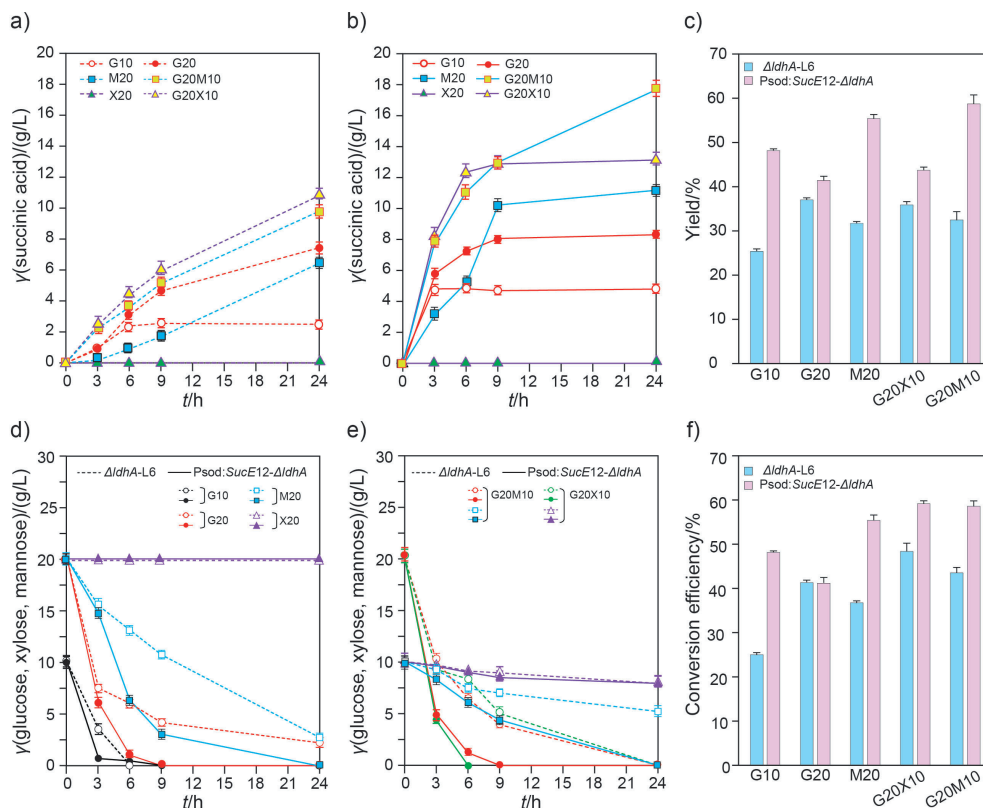 a)
γ(succinic acid)/(g/L)
20
18
16
14
12
10
8
6
4
2
0
G10
G20
M20
G20M10
X20
G20X10
0 3 6 9 12 15 18 21 24
t/h
b)
γ(succinic acid)/(g/L)
20
18
16
14
12
10
8
6
4
2
0
G10
G20
M20
G20M10
X20
G20X10
0 3 6 9 12 15 18 21 24
t/h
c)
Yield/%
70
60
50
40
30
20
10
0
ΔldhA-L6
Psod:SucE12-ΔldhA
G10 G20 M20 G20X10 G20M10
d)
γ(glucose, xylose, mannose)/(g/L)
30
25
20
15
10
5
0
ΔldhA-L6 Psod:SucE12-ΔldhA
G10 M20
G20 X20
0 3 6 9 12 15 18 21 24
t/h
e)
γ(glucose, xylose, mannose)/(g/L)
30
25
20
15
10
5
0
ΔldhA-L6 Psod:SucE12-ΔldhA
G20M10 G20X10
0 3 6 9 12 15 18 21 24
t/h
f)
Conversion efficiency/%
70
60
50
40
30
20
10
0
ΔldhA-L6
Psod:SucE12-ΔldhA
G10 G20 M20 G20X10 G20M10